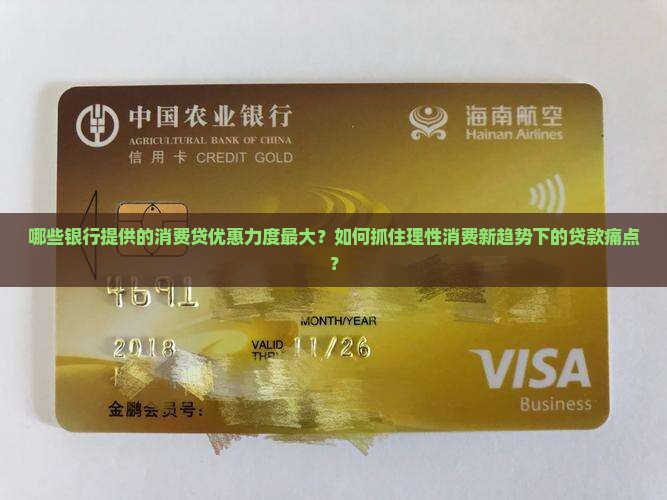 中国农业银行
海南航空
AGRICULTURAL BANK OF CHINA
Hainan Airlines
信用卡 CREDIT GOLD
哪些银行提供的消费贷优惠力度最大？如何抓住理性消费新趋势下的贷款痛点
？
4691
MONTH/YEAR
2018
VALID
THRU
11/26
VISA
Business
金鹏会员号：